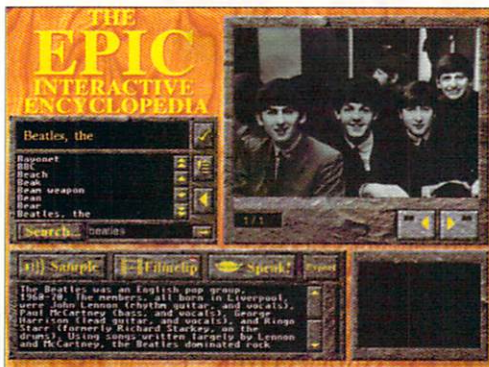 THE
EPIC
INTERACTIVE
ENCYCLOPEDIA
Beatles, the
Bayonet
BBC
Beach
Beak
Beam weapon
Bean
Bear
Beatles, the
Search... beatles
1/1
Sample
Filmclip
Speak!
Export
The Beatles was an English pop group,
1960-70. The members, all born in Liverpool,
were John Lennon (rhythm guitar, and vocals),
Paul McCartney (bass, and vocals), George
Harrison (lead guitar, and vocals), and Ringo
Starr (formerly Richard Starkey, on the
drums). Using songs written largely by Lennon
and McCartney, the Beatles dominated rock